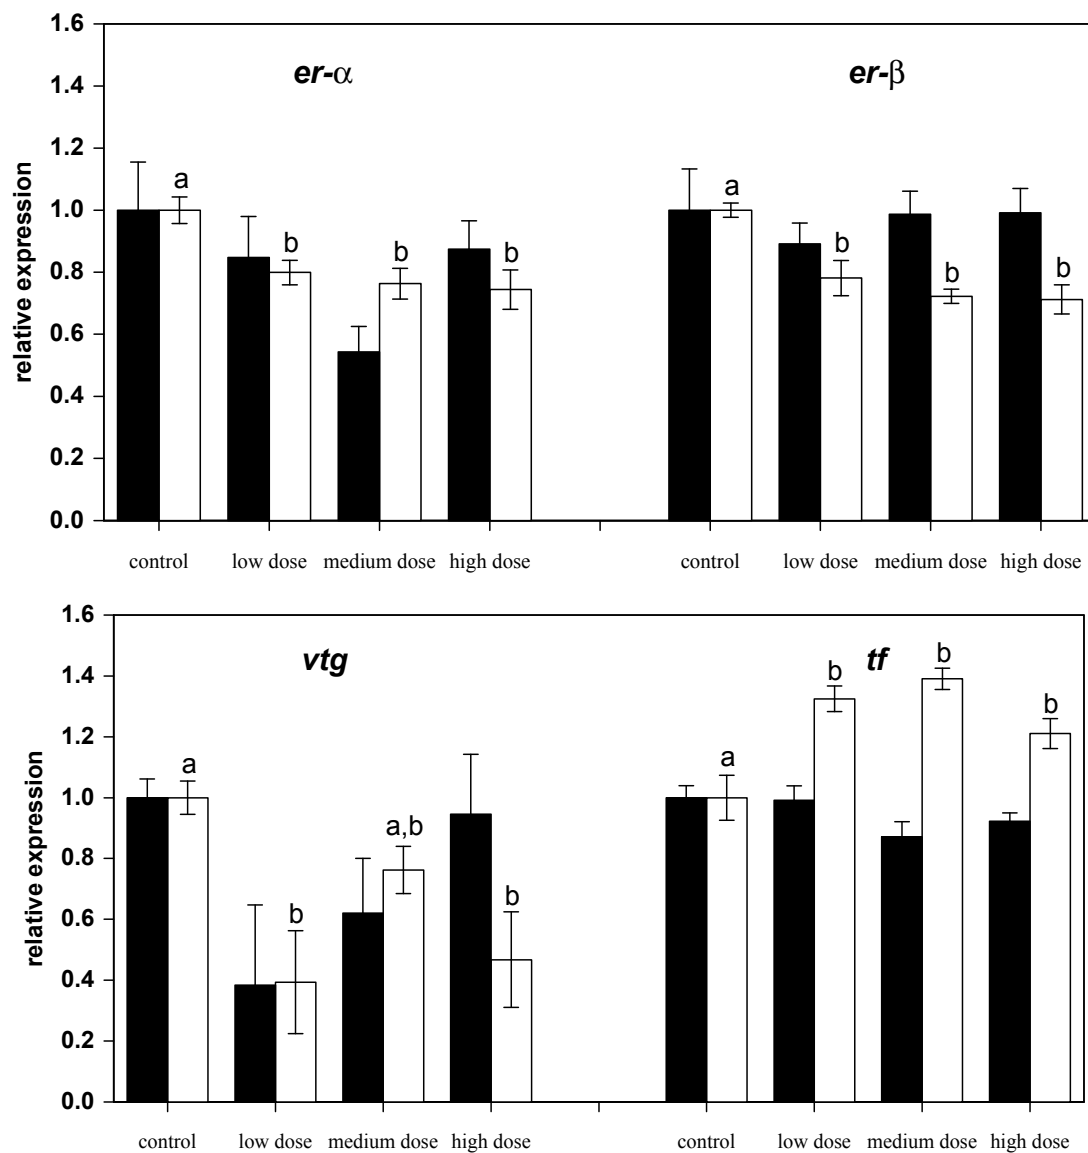 1.6
er-α er-β
1.4
1.2
a a
1.0
b b b b b b
0.8
0.6
0.4
0.2
0.0
relative expression
control low dose medium dose high dose control low dose medium dose high dose
1.6
vtg tf
1.4
b b b
1.2
a a
1.0
a,b
0.8
b b
0.6
0.4
0.2
0.0
relative expression
control low dose medium dose high dose control low dose medium dose high dose